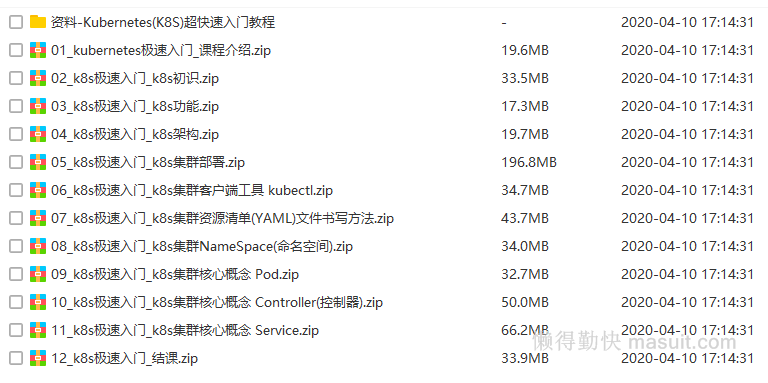 资料-Kubernetes(K8S)超快速入门教程 - 2020-04-10 17:14:31
01_kubernetes极速入门_课程介绍.zip 19.6MB 2020-04-10 17:14:31
02_k8s极速入门_k8s初识.zip 33.5MB 2020-04-10 17:14:31
03_k8s极速入门_k8s功能.zip 17.3MB 2020-04-10 17:14:31
04_k8s极速入门_k8s架构.zip 19.7MB 2020-04-10 17:14:31
05_k8s极速入门_k8s集群部署.zip 196.8MB 2020-04-10 17:14:31
06_k8s极速入门_k8s集群客户端工具 kubectl.zip 34.7MB 2020-04-10 17:14:31
07_k8s极速入门_k8s集群资源清单(YAML)文件书写方法.zip 43.7MB 2020-04-10 17:14:31
08_k8s极速入门_k8s集群NameSpace(命名空间).zip 34.0MB 2020-04-10 17:14:31
09_k8s极速入门_k8s集群核心概念 Pod.zip 32.7MB 2020-04-10 17:14:31
10_k8s极速入门_k8s集群核心概念 Controller(控制器).zip 50.0MB 2020-04-10 17:14:31
11_k8s极速入门_k8s集群核心概念 Service.zip 66.2MB 2020-04-10 17:14:31
懒得勤快 masuit.com
12_k8s极速入门_结课.zip 33.9MB 2020-04-10 17:14:31